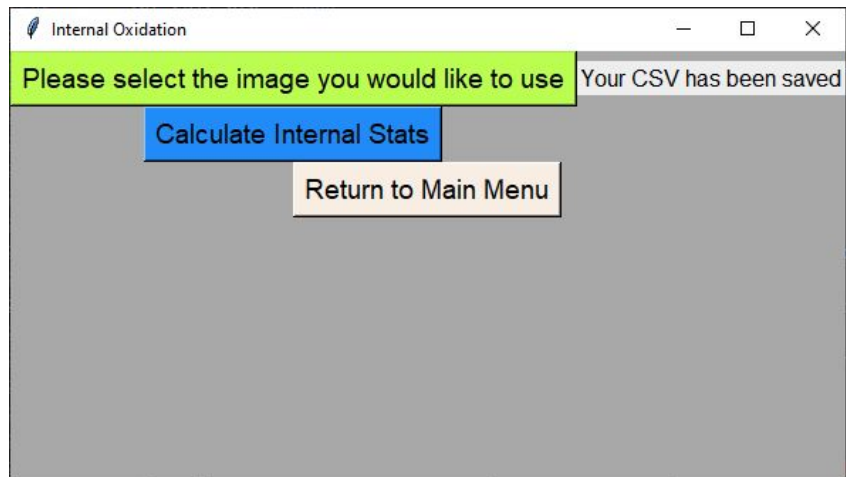 Internal Oxidation
Please select the image you would like to use
Your CSV has been saved
Calculate Internal Stats
Return to Main Menu